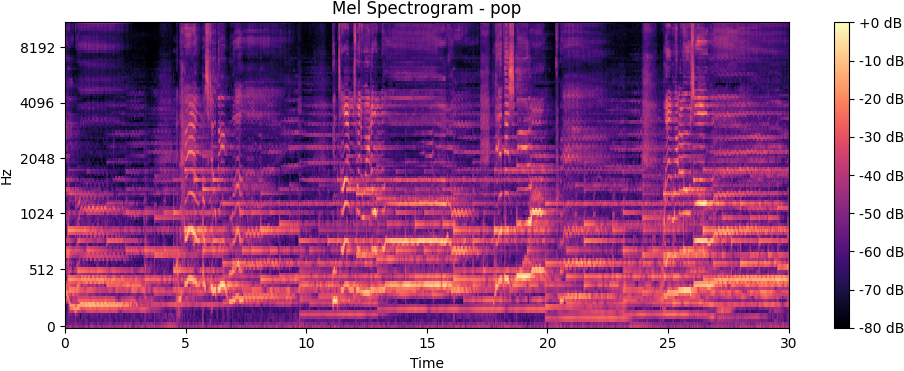 Mel Spectrogram - pop
8192
4096
2048
1024
512
0
Hz
0
5
10
15
20
25
30
Time
+0 dB
-10 dB
-20 dB
-30 dB
-40 dB
-50 dB
-60 dB
-70 dB
-80 dB